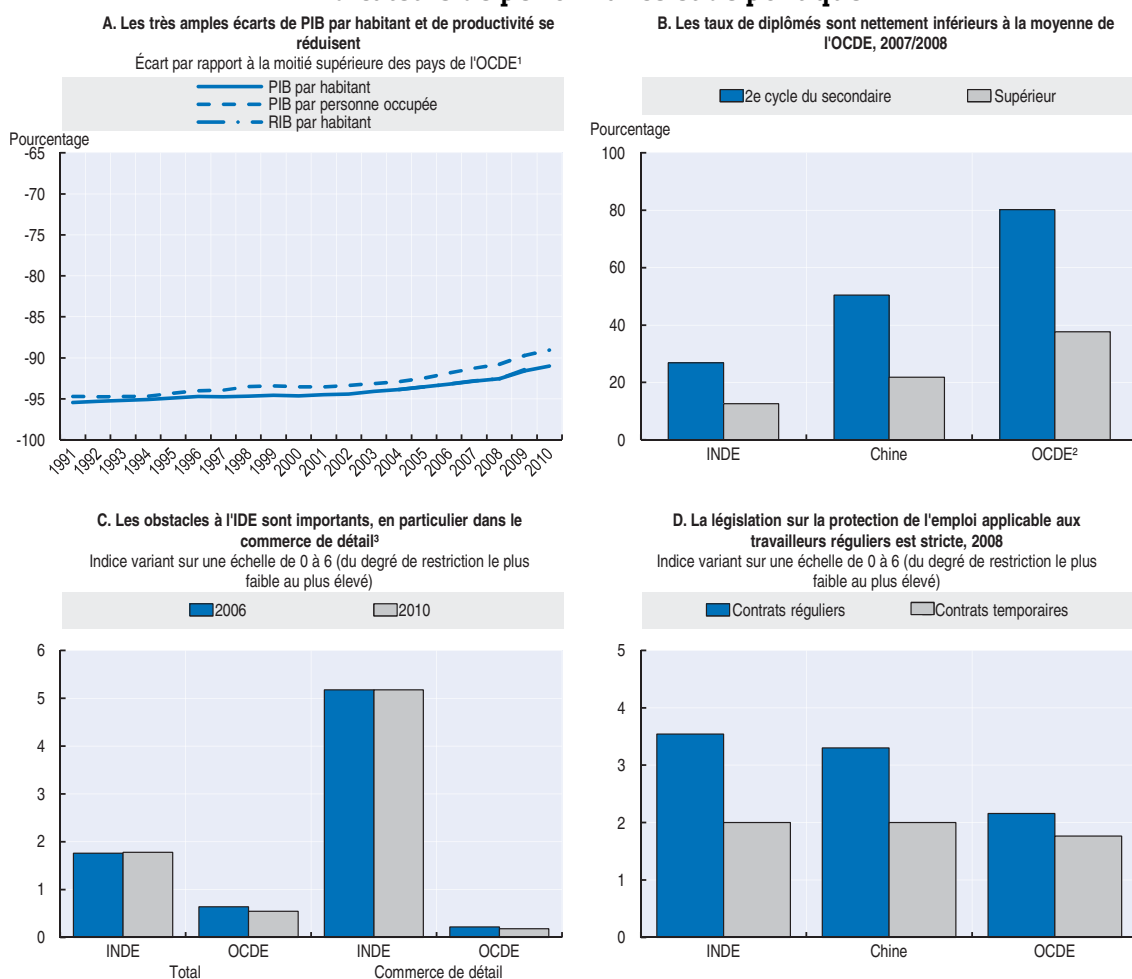 A. Les très amples écarts de PIB par habitant et de productivité se
réduisent
Écart par rapport à la moitié supérieure des pays de l'OCDE¹
PIB par habitant
PIB par personne occupée
RIB par habitant
Pourcentage
-65
-70
-75
-80
-85
-90
-95
-100
1991 1992 1993 1994 1995 1996 1997 1998 1999 2000 2001 2002 2003 2004 2005 2006 2007 2008 2009 2010
B. Les taux de diplômés sont nettement inférieurs à la moyenne de
l'OCDE, 2007/2008
2e cycle du secondaire Supérieur
Pourcentage
100
80
60
40
20
0
INDE Chine OCDE²
C. Les obstacles à l'IDE sont importants, en particulier dans le
commerce de détail³
Indice variant sur une échelle de 0 à 6 (du degré de restriction le plus
faible au plus élevé)
2006 2010
6
5
4
3
2
1
0
INDE OCDE INDE OCDE
Total Commerce de détail
D. La législation sur la protection de l'emploi applicable aux
travailleurs réguliers est stricte, 2008
Indice variant sur une échelle de 0 à 6 (du degré de restriction le plus
faible au plus élevé)
Contrats réguliers Contrats temporaires
5
4
3
2
1
0
INDE Chine OCDE